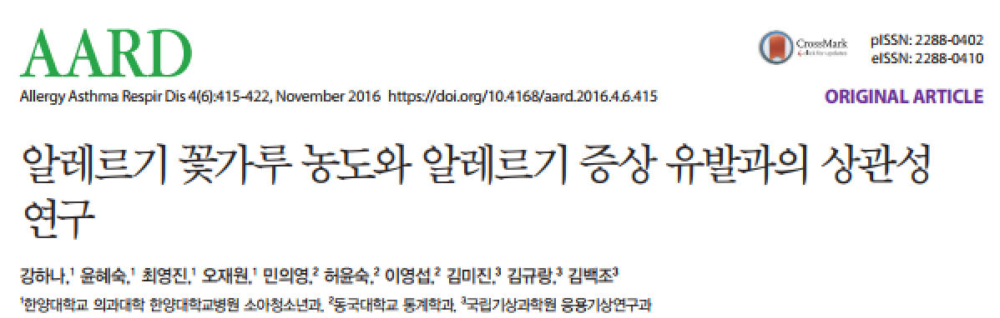 AARD
CrossMark
click for updates
pISSN: 2288-0402
eISSN: 2288-0410
Allergy Asthma Respir Dis 4(6):415-422, November 2016 https://doi.org/10.4168/aard.2016.4.6.415
ORIGINAL ARTICLE
알레르기 꽃가루 농도와 알레르기 증상 유발과의 상관성
연구
강하나,¹ 윤혜숙,¹ 최영진,¹ 오재원,¹ 민의영,² 허윤숙,² 이영섭,² 김미진,³ 김규랑,³ 김백조³
¹한양대학교 의과대학 한양대학교병원 소아청소년과, ²동국대학교 통계학과, ³국립기상과학원 응용기상연구과